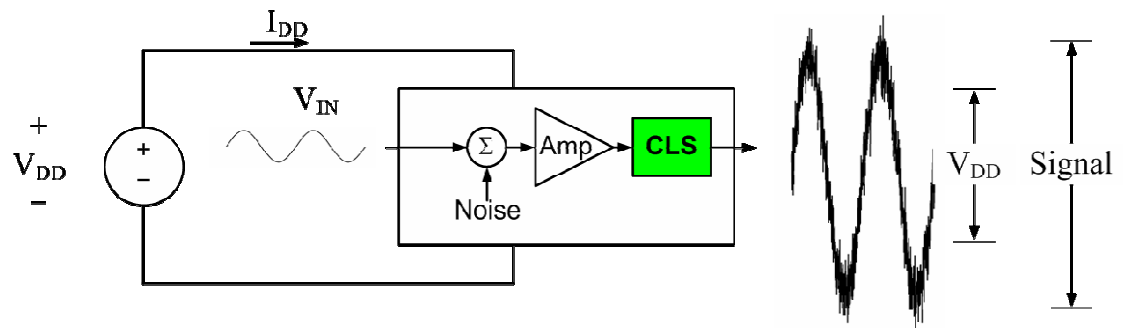 I_DD
V_IN
+
V_DD
−
+
−
Σ
Amp
CLS
Noise
V_DD
Signal